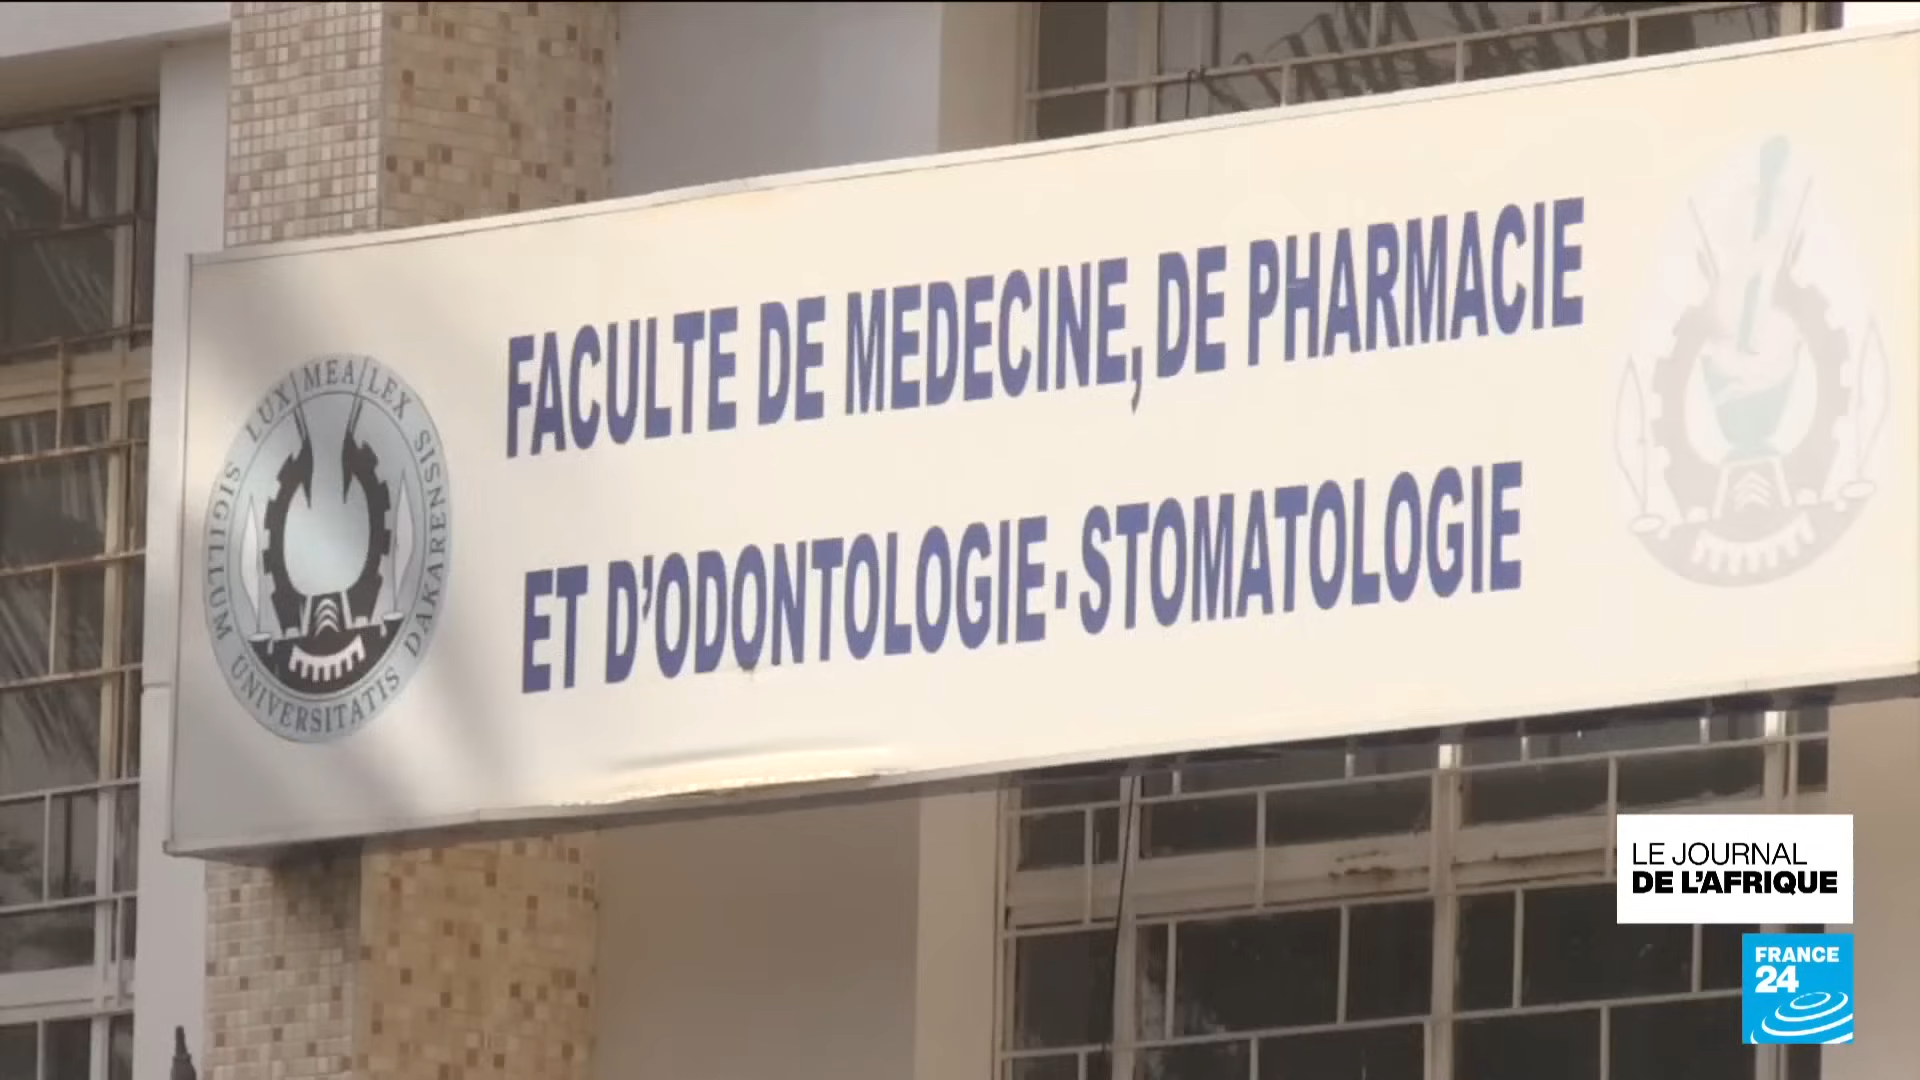 FACULTE DE MEDECINE, DE PHARMACIE
ET D'ODONTOLOGIE-STOMATOLOGIE
SIGILLUM UNIVERSITATIS DAKARENSIS
LUX MEA LEX
LE JOURNAL
DE L'AFRIQUE
FRANCE
24